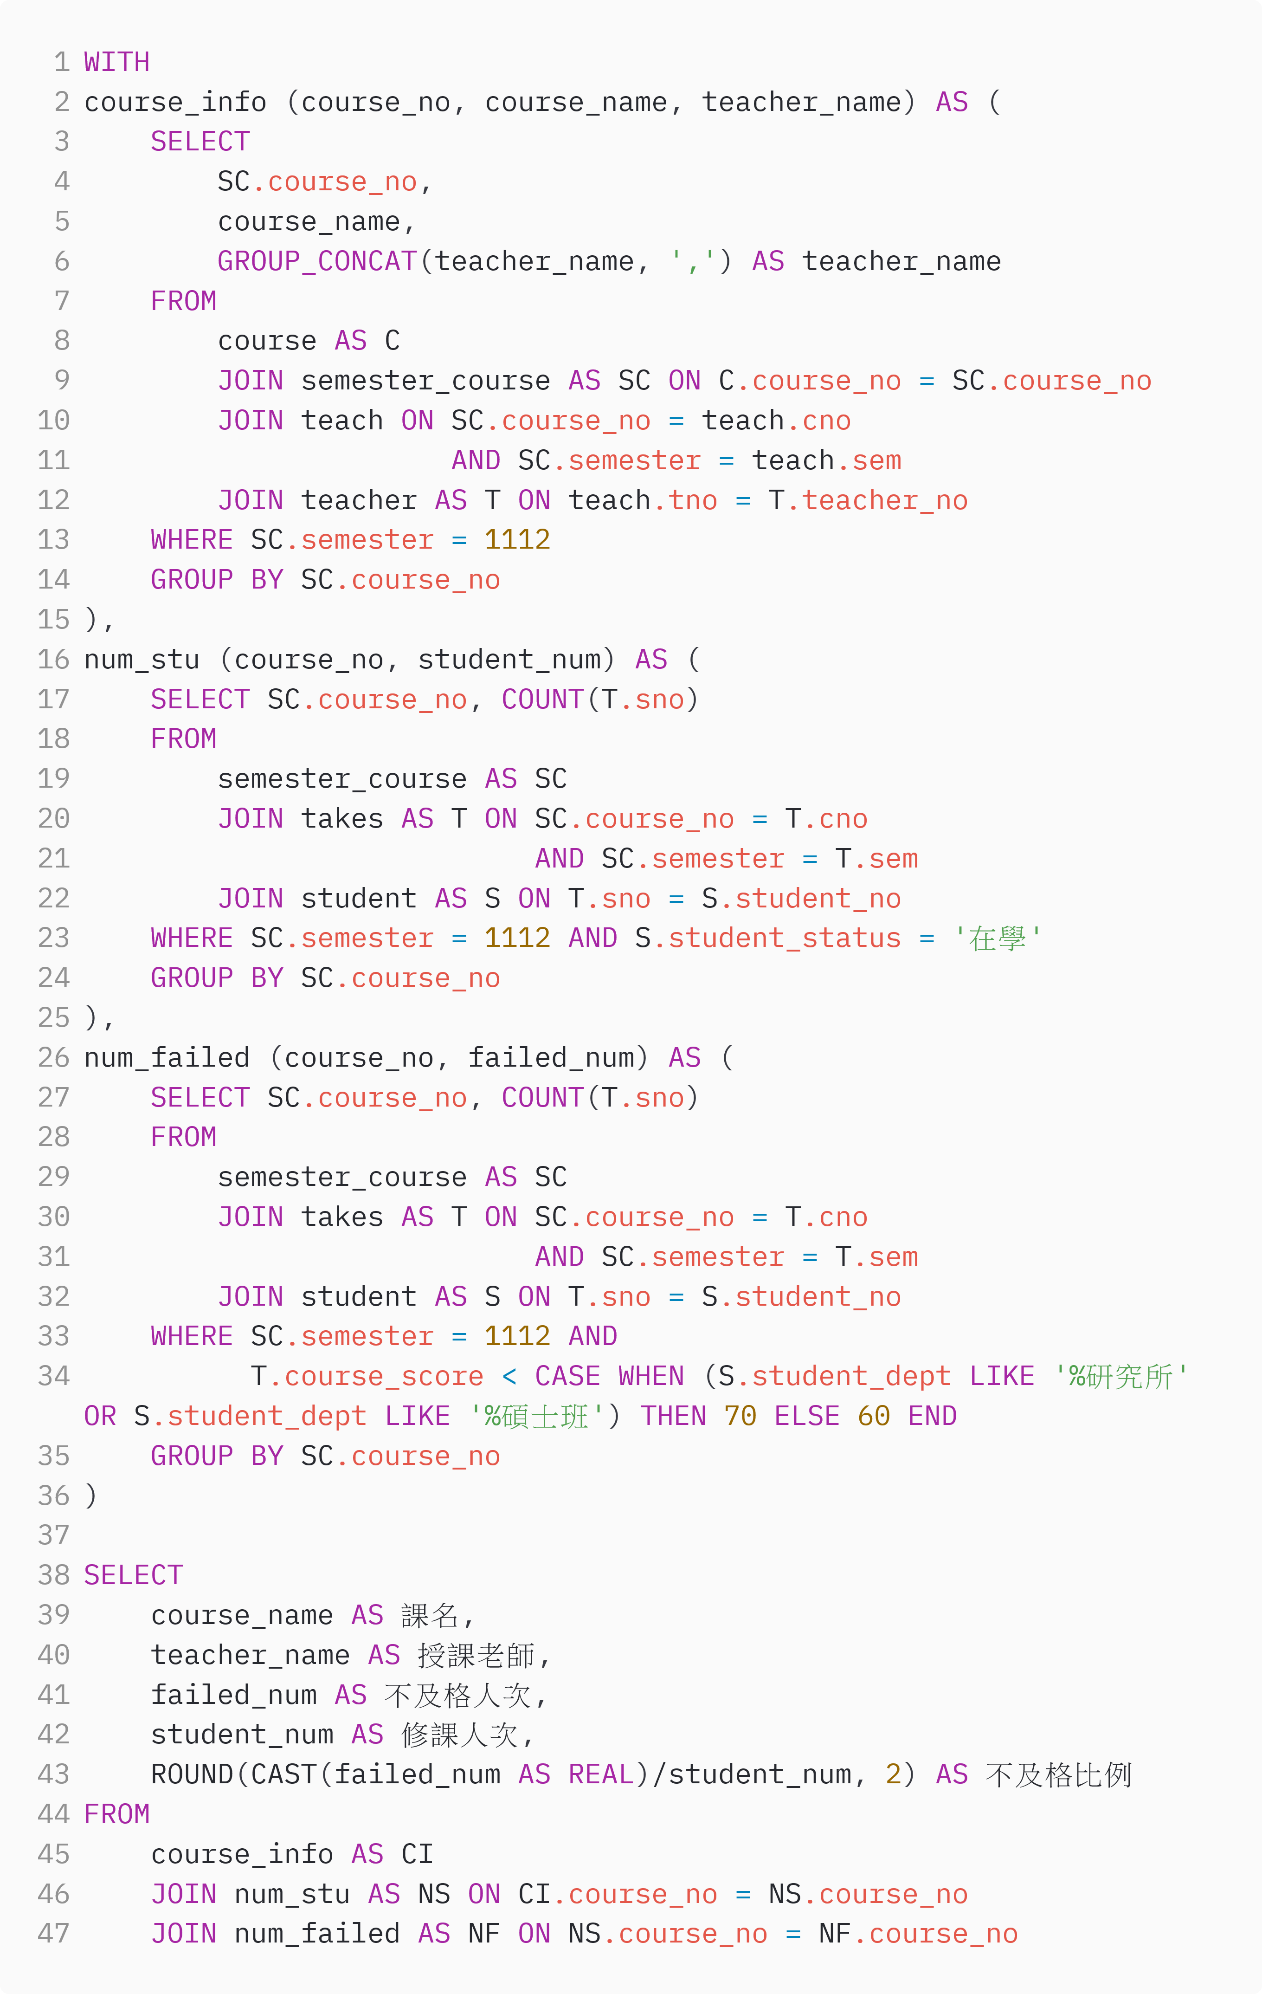 1 WITH
2 course_info (course_no, course_name, teacher_name) AS (
3     SELECT
4         SC.course_no,
5         course_name,
6         GROUP_CONCAT(teacher_name, ',') AS teacher_name
7     FROM
8         course AS C
9         JOIN semester_course AS SC ON C.course_no = SC.course_no
10         JOIN teach ON SC.course_no = teach.cno
11                       AND SC.semester = teach.sem
12         JOIN teacher AS T ON teach.tno = T.teacher_no
13     WHERE SC.semester = 1112
14     GROUP BY SC.course_no
15 ),
16 num_stu (course_no, student_num) AS (
17     SELECT SC.course_no, COUNT(T.sno)
18     FROM
19         semester_course AS SC
20         JOIN takes AS T ON SC.course_no = T.cno
21                            AND SC.semester = T.sem
22         JOIN student AS S ON T.sno = S.student_no
23     WHERE SC.semester = 1112 AND S.student_status = '在學'
24     GROUP BY SC.course_no
25 ),
26 num_failed (course_no, failed_num) AS (
27     SELECT SC.course_no, COUNT(T.sno)
28     FROM
29         semester_course AS SC
30         JOIN takes AS T ON SC.course_no = T.cno
31                            AND SC.semester = T.sem
32         JOIN student AS S ON T.sno = S.student_no
33     WHERE SC.semester = 1112 AND
34           T.course_score < CASE WHEN (S.student_dept LIKE '%研究所'
OR S.student_dept LIKE '%碩士班') THEN 70 ELSE 60 END
35     GROUP BY SC.course_no
36 )
37
38 SELECT
39     course_name AS 課名,
40     teacher_name AS 授課老師,
41     failed_num AS 不及格人次,
42     student_num AS 修課人次,
43     ROUND(CAST(failed_num AS REAL)/student_num, 2) AS 不及格比例
44 FROM
45     course_info AS CI
46     JOIN num_stu AS NS ON CI.course_no = NS.course_no
47     JOIN num_failed AS NF ON NS.course_no = NF.course_no